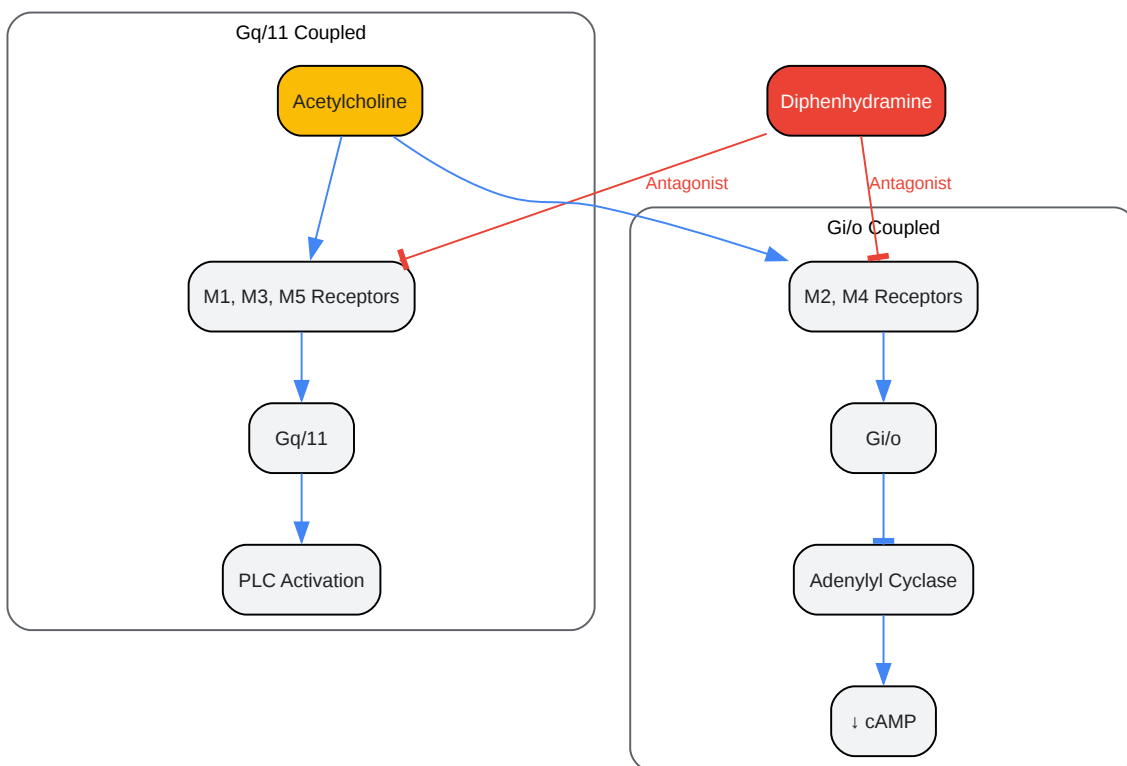 Gq/11 Coupled
Acetylcholine
Diphenhydramine
Antagonist
Antagonist
Gi/o Coupled
M1, M3, M5 Receptors
M2, M4 Receptors
Gq/11
Gi/o
PLC Activation
Adenylyl Cyclase
↓ cAMP